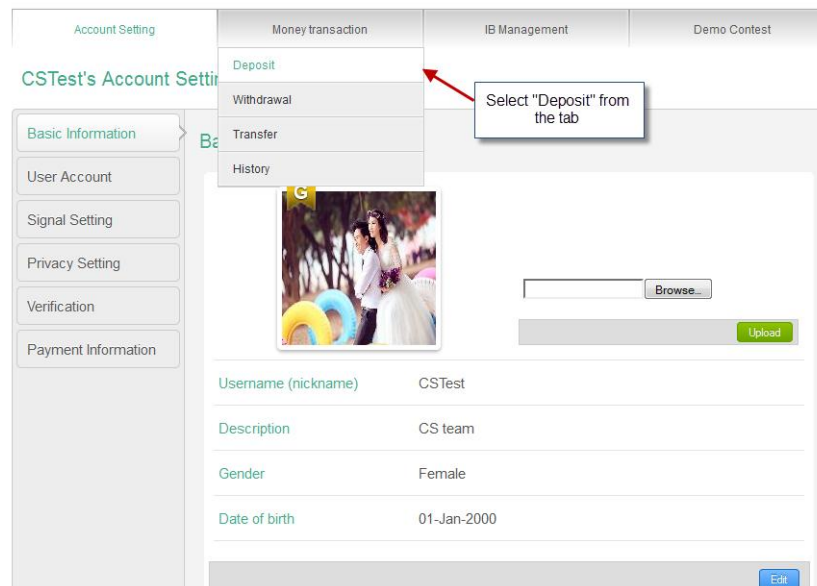 Account Setting
Money transaction
IB Management
Demo Contest
CSTest's Account Settin
Deposit
Withdrawal
Transfer
History
Select "Deposit" from
the tab
Basic Information
User Account
Signal Setting
Privacy Setting
Verification
Payment Information
Ba
G
Browse...
Upload
Username (nickname) CSTest
Description CS team
Gender Female
Date of birth 01-Jan-2000
Edit